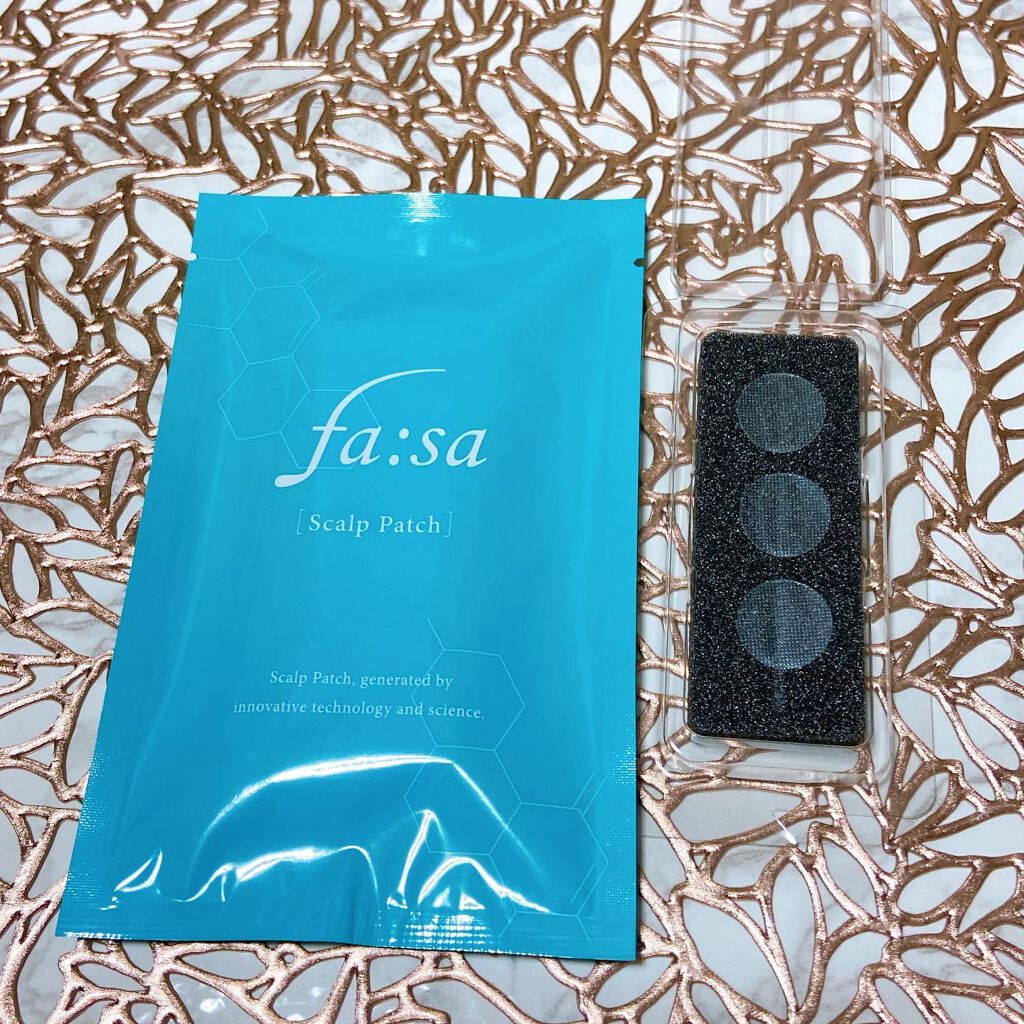 fa:sa
[Scalp Patch]
Scalp Patch, generated by
innovative technology and science.